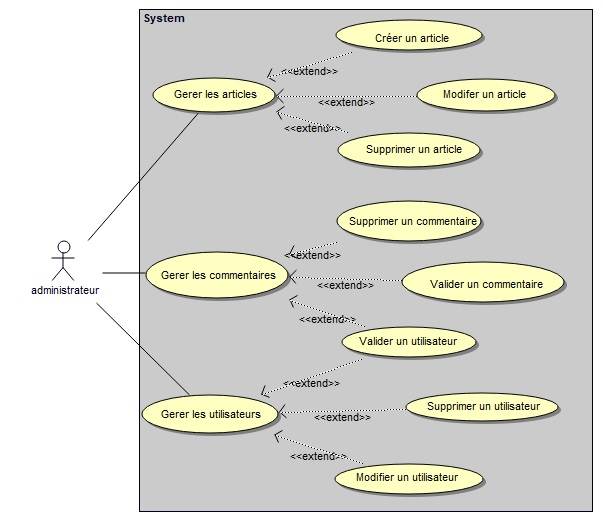 System
Créer un article
<<extend>>
Gerer les articles
Modifer un article
<<extend>>
<<extend>>
Supprimer un article
Supprimer un commentaire
<<extend>>
Gerer les commentaires
Valider un commentaire
<<extend>>
administrateur
<<extend>>
Valider un utilisateur
<<extend>>
Gerer les utilisateurs
Supprimer un utilisateur
<<extend>>
<<extend>>
Modifier un utilisateur